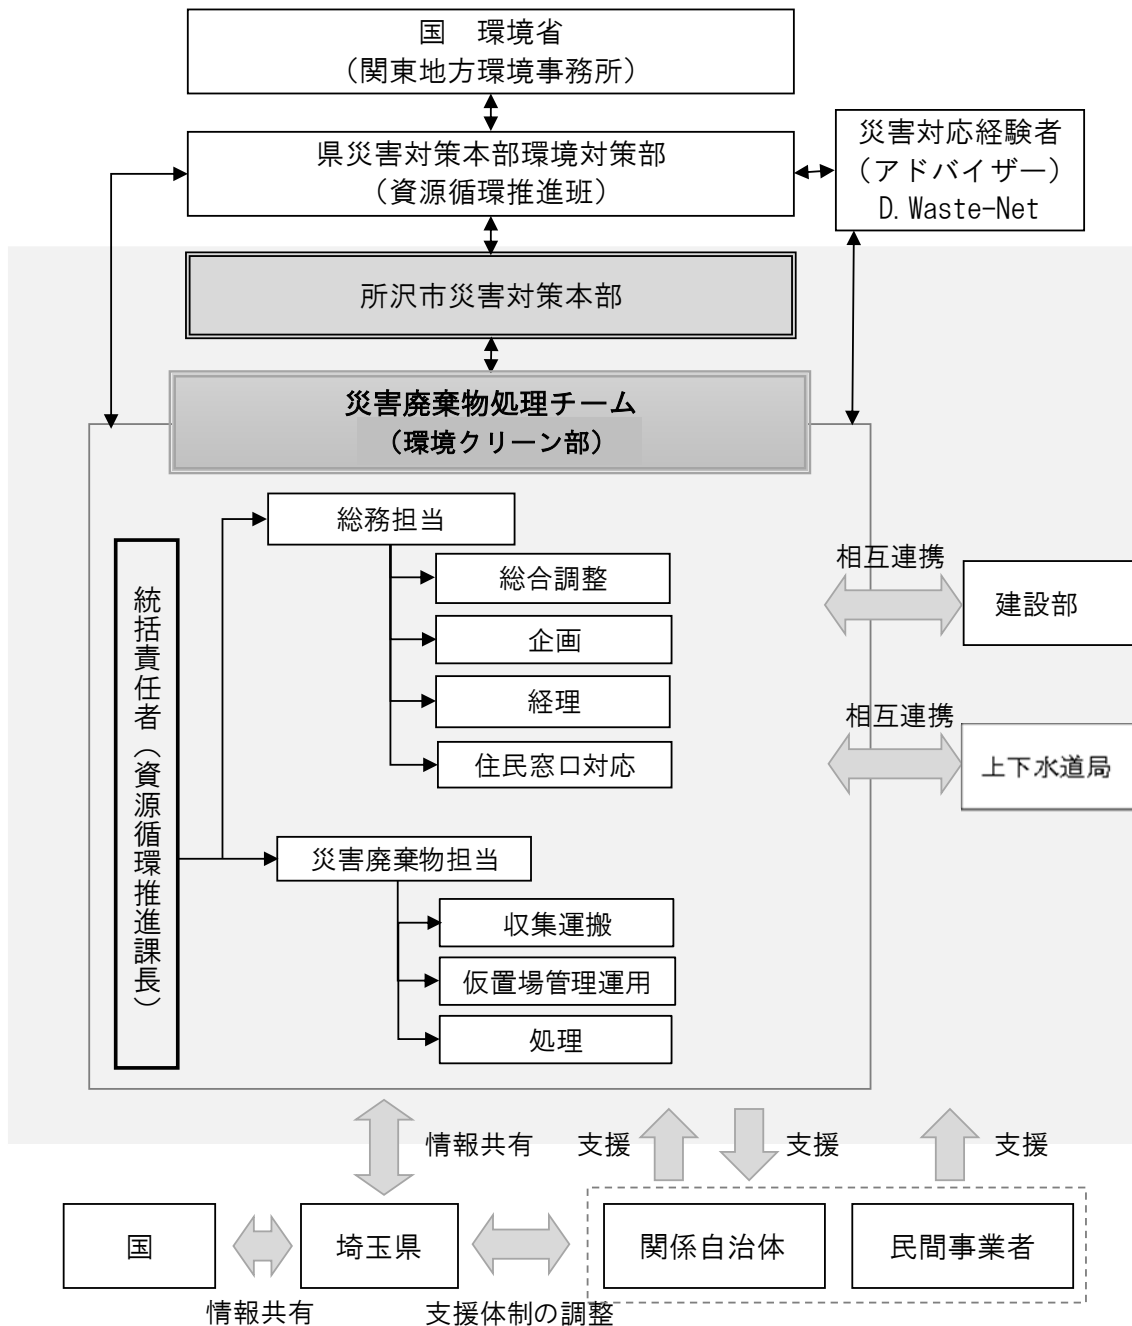 国　環境省
（関東地方環境事務所）
県災害対策本部環境対策部
（資源循環推進班）
災害対応経験者
（アドバイザー）
D.Waste-Net
所沢市災害対策本部
災害廃棄物処理チーム
（環境クリーン部）
統括責任者（資源循環推進課長）
総務担当
総合調整
企画
経理
住民窓口対応
災害廃棄物担当
収集運搬
仮置場管理運用
処理
相互連携
建設部
相互連携
上下水道局
情報共有
支援
支援
支援
国
埼玉県
関係自治体
民間事業者
情報共有
支援体制の調整